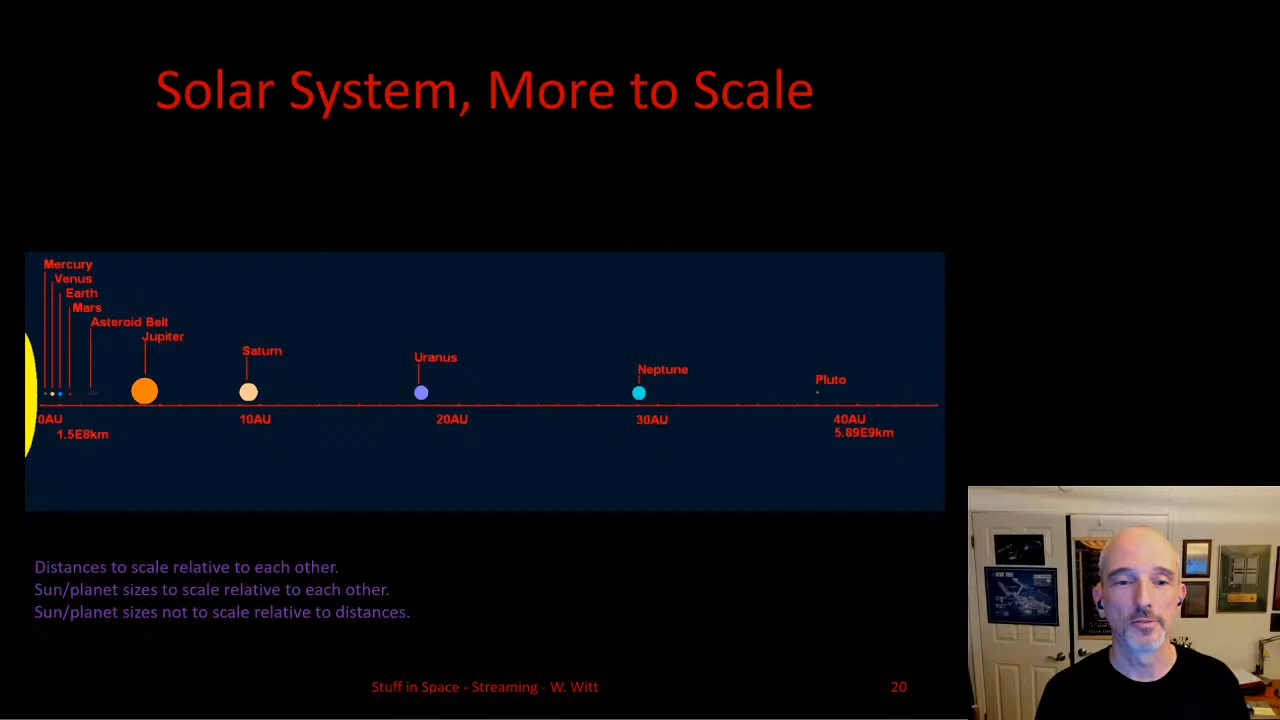 Solar System, More to Scale
Mercury
Venus
Earth
Mars
Asteroid Belt
Jupiter
Saturn
Uranus
Neptune
Pluto
0AU
10AU
20AU
30AU
40AU
1.5E8km
5.89E9km
Distances to scale relative to each other.
Sun/planet sizes to scale relative to each other.
Sun/planet sizes not to scale relative to distances.
Stuff in Space - Streaming - W. Witt
20